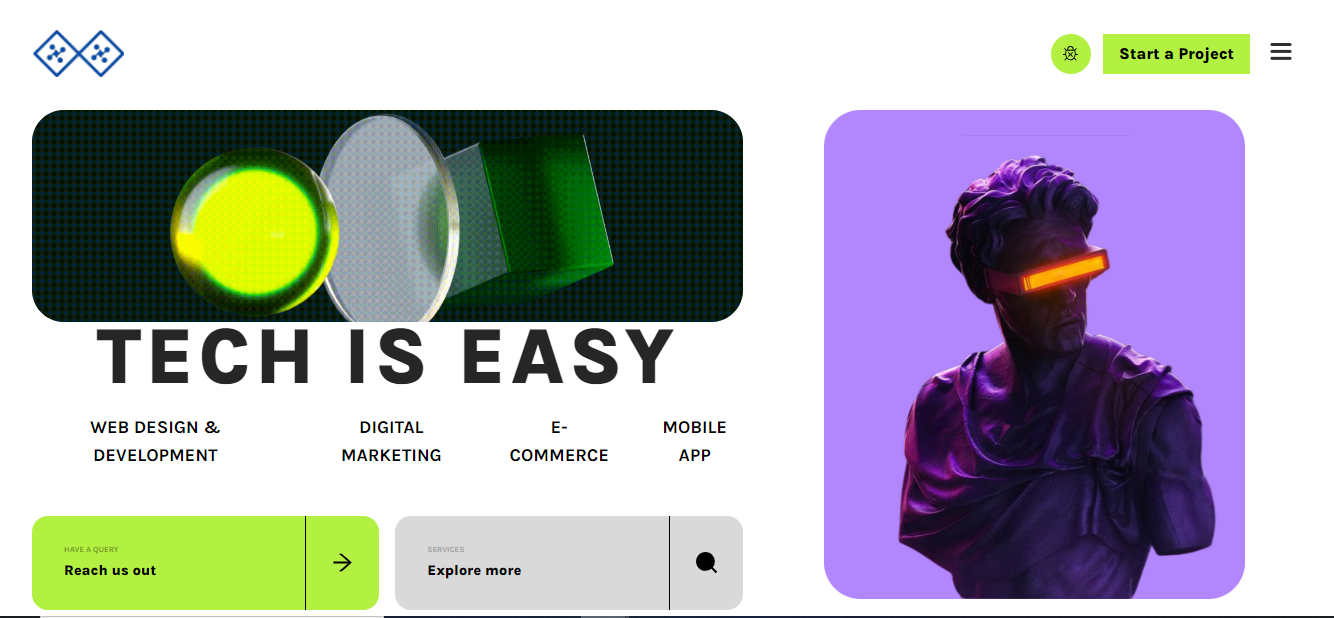 Start a Project
TECH IS EASY
WEB DESIGN &
DEVELOPMENT
DIGITAL
MARKETING
E-
COMMERCE
MOBILE
APP
HAVE A QUERY
Reach us out
SERVICES
Explore more